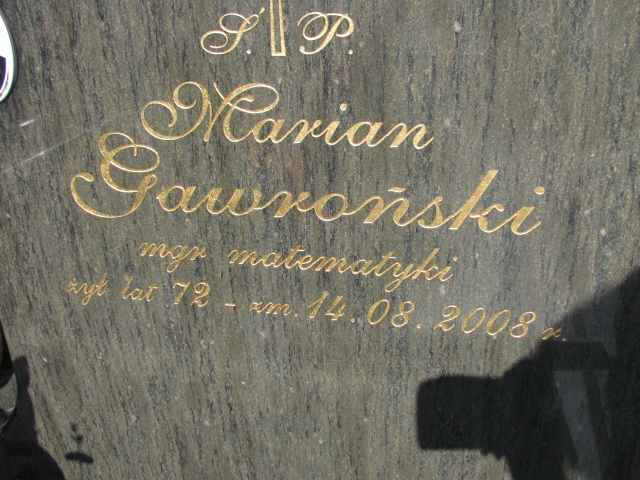 Ś. P.
Marian
Gawroński
mgr matematyki
żył lat 72 - zm. 14.08.2008 r.